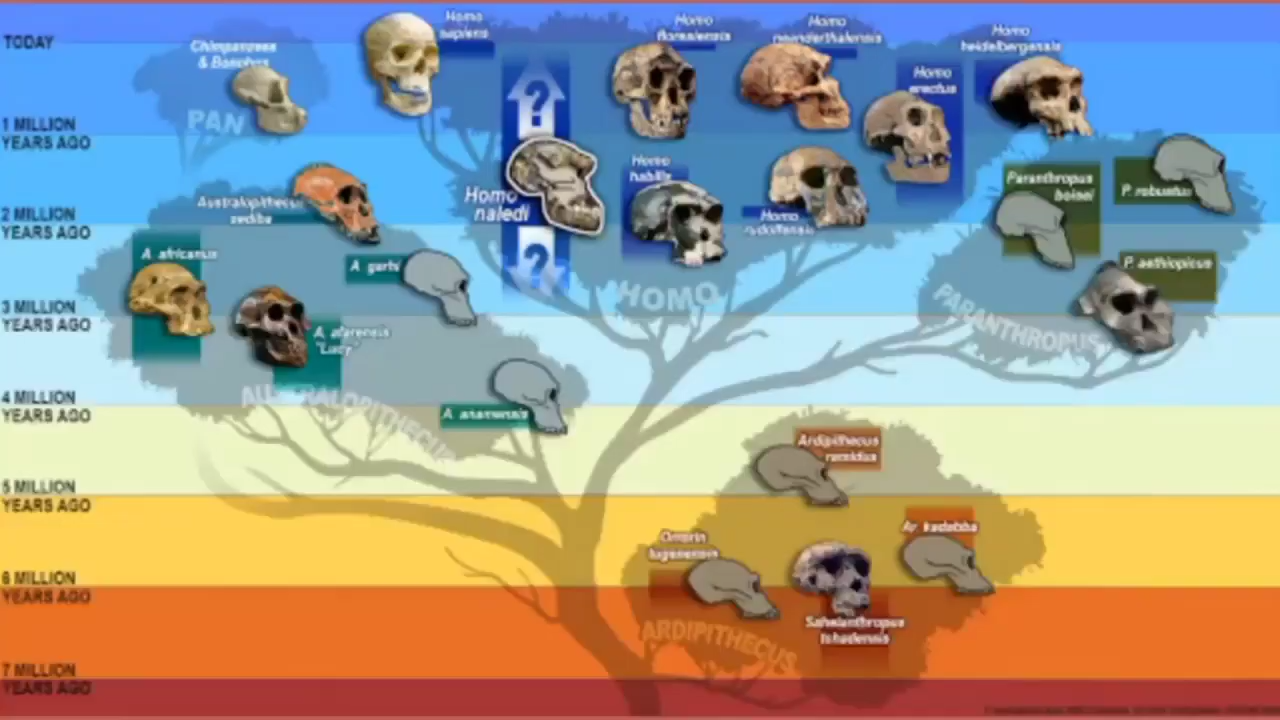 TODAY
1 MILLION
YEARS AGO
2 MILLION
YEARS AGO
3 MILLION
YEARS AGO
4 MILLION
YEARS AGO
5 MILLION
YEARS AGO
6 MILLION
YEARS AGO
7 MILLION
YEARS AGO
Chimpanzees
& Bonobos
PAN
Homo
sapiens
Homo
naledi
?
?
Homo
floresiensis
Homo
neanderthalensis
Homo
erectus
Homo
heidelbergensis
Homo
habilis
Homo
rudolfensis
HOMO
Australopithecus
sediba
A. africanus
A. garhi
A. afarensis
"Lucy"
A. anamensis
AUSTRALOPITHECUS
Paranthropus
boisei
P. robustus
P. aethiopicus
PARANTHROPUS
Ardipithecus
ramidus
Ar. kadabba
Orrorin
tugenensis
Sahelanthropus
tchadensis
ARDIPITHECUS